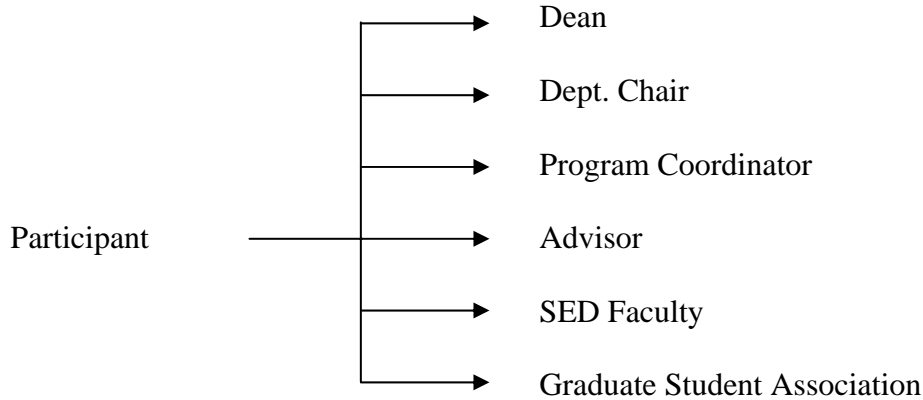 Dean
Dept. Chair
Program Coordinator
Participant
Advisor
SED Faculty
Graduate Student Association